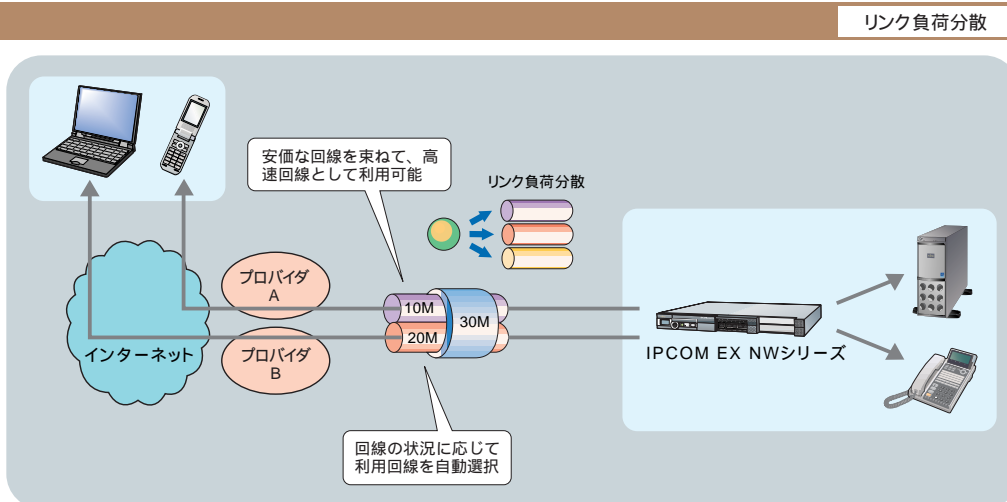 リンク負荷分散
安価な回線を束ねて、高
速回線として利用可能
リンク負荷分散
プロバイダ
A
10M
30M
20M
インターネット
プロバイダ
B
IPCOM EX NWシリーズ
回線の状況に応じて
利用回線を自動選択